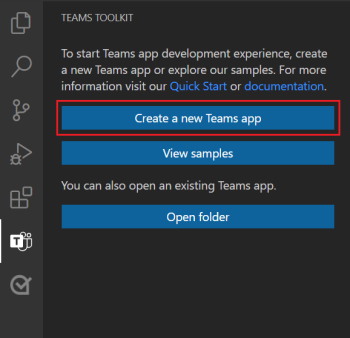 TEAMS TOOLKIT
To start Teams app development experience, create
a new Teams app or explore our samples. For more
information visit our Quick Start or documentation.
Create a new Teams app
View samples
You can also open an existing Teams app.
Open folder